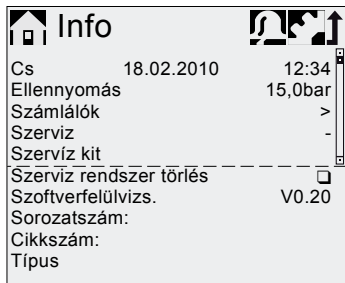 Info
Cs 18.02.2010 12:34
Ellennyomás 15,0bar
Számlálók >
Szerviz -
Szervíz kit
Szerviz rendszer törlés ❏
Szoftverfelülvizs. V0.20
Sorozatszám:
Cikkszám:
Típus